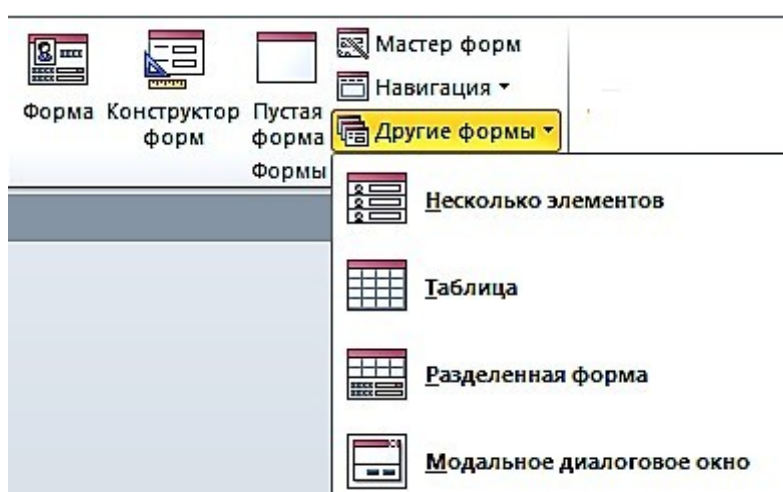 Форма
Конструктор
форм
Пустая
форма
Мастер форм
Навигация
Другие формы
Формы
Несколько элементов
Таблица
Разделенная форма
Модальное диалоговое окно